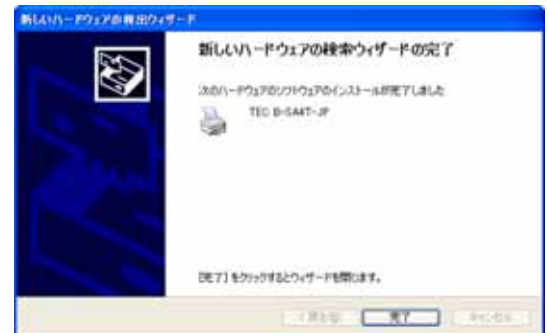 新しいハードウェアの検出ウィザード
新しいハードウェアの検索ウィザードの完了
次のハードウェアのソフトウェアのインストールが完了しました
TEC B-SA4T-JP
[完了] をクリックするとウィザードを閉じます。
< 戻る(B)
完了
キャンセル